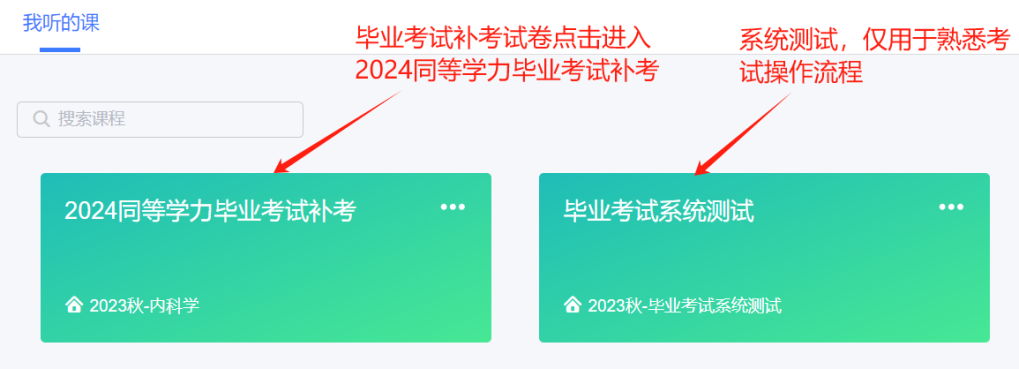 我听的课
毕业考试补考试卷点击进入
2024同等学力毕业考试补考
系统测试，仅用于熟悉考
试操作流程
搜索课程
2024同等学力毕业考试补考
毕业考试系统测试
2023秋-内科学
2023秋-毕业考试系统测试